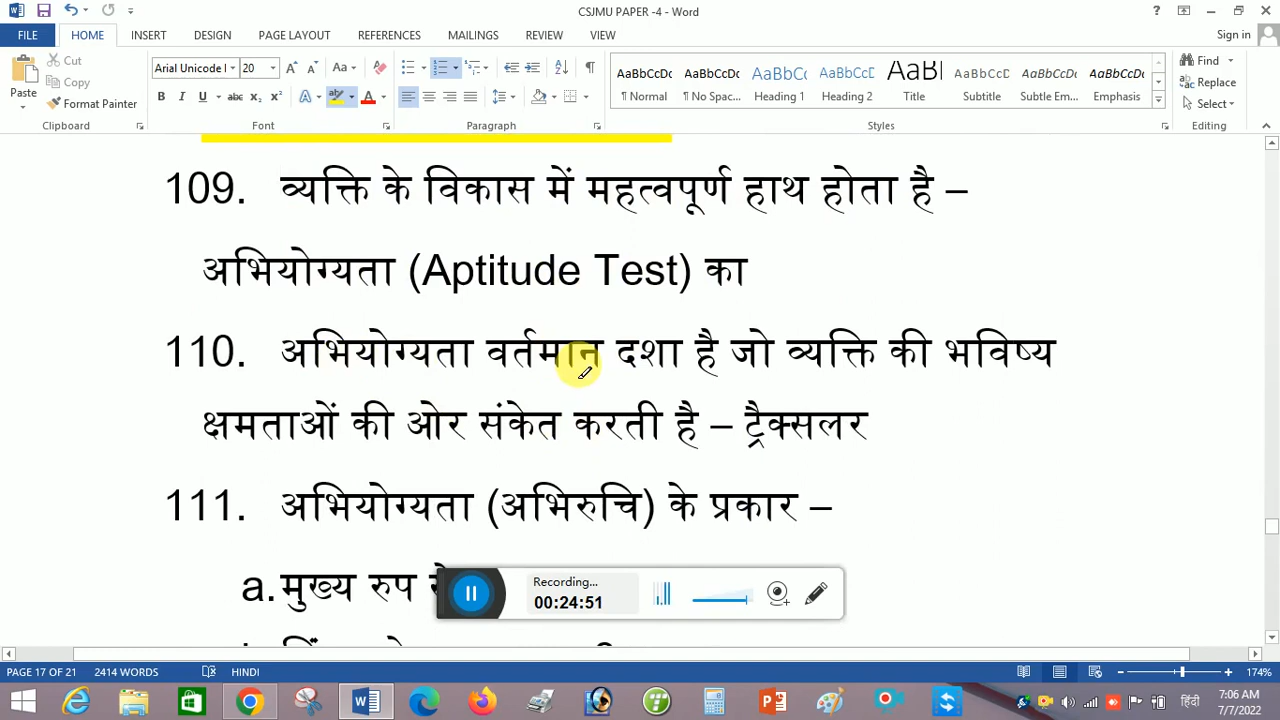 CSJMU PAPER -4 - Word
FILE HOME INSERT DESIGN PAGE LAYOUT REFERENCES MAILINGS REVIEW VIEW Sign in
Cut
Copy
Format Painter
Paste
Arial Unicode 20
AaBbCcDc AaBbCcDc AaBbCc AaBbCcC AaBl AaBbCcD AaBbCcDc AaBbCcDc
¶ Normal ¶ No Spac... Heading 1 Heading 2 Title Subtitle Subtle Em... Emphasis
Find
Replace
Select
Clipboard Font Paragraph Styles Editing
109. व्यक्ति के विकास में महत्वपूर्ण हाथ होता है –
अभियोग्यता (Aptitude Test) का
110. अभियोग्यता वर्तमान दशा है जो व्यक्ति की भविष्य
क्षमताओं की ओर संकेत करती है – ट्रैक्सलर
111. अभियोग्यता (अभिरुचि) के प्रकार –
a. मुख्य रुप
Recording...
00:24:51
PAGE 17 OF 21 2414 WORDS HINDI 174%
हिंदी
7:06 AM
7/7/2022